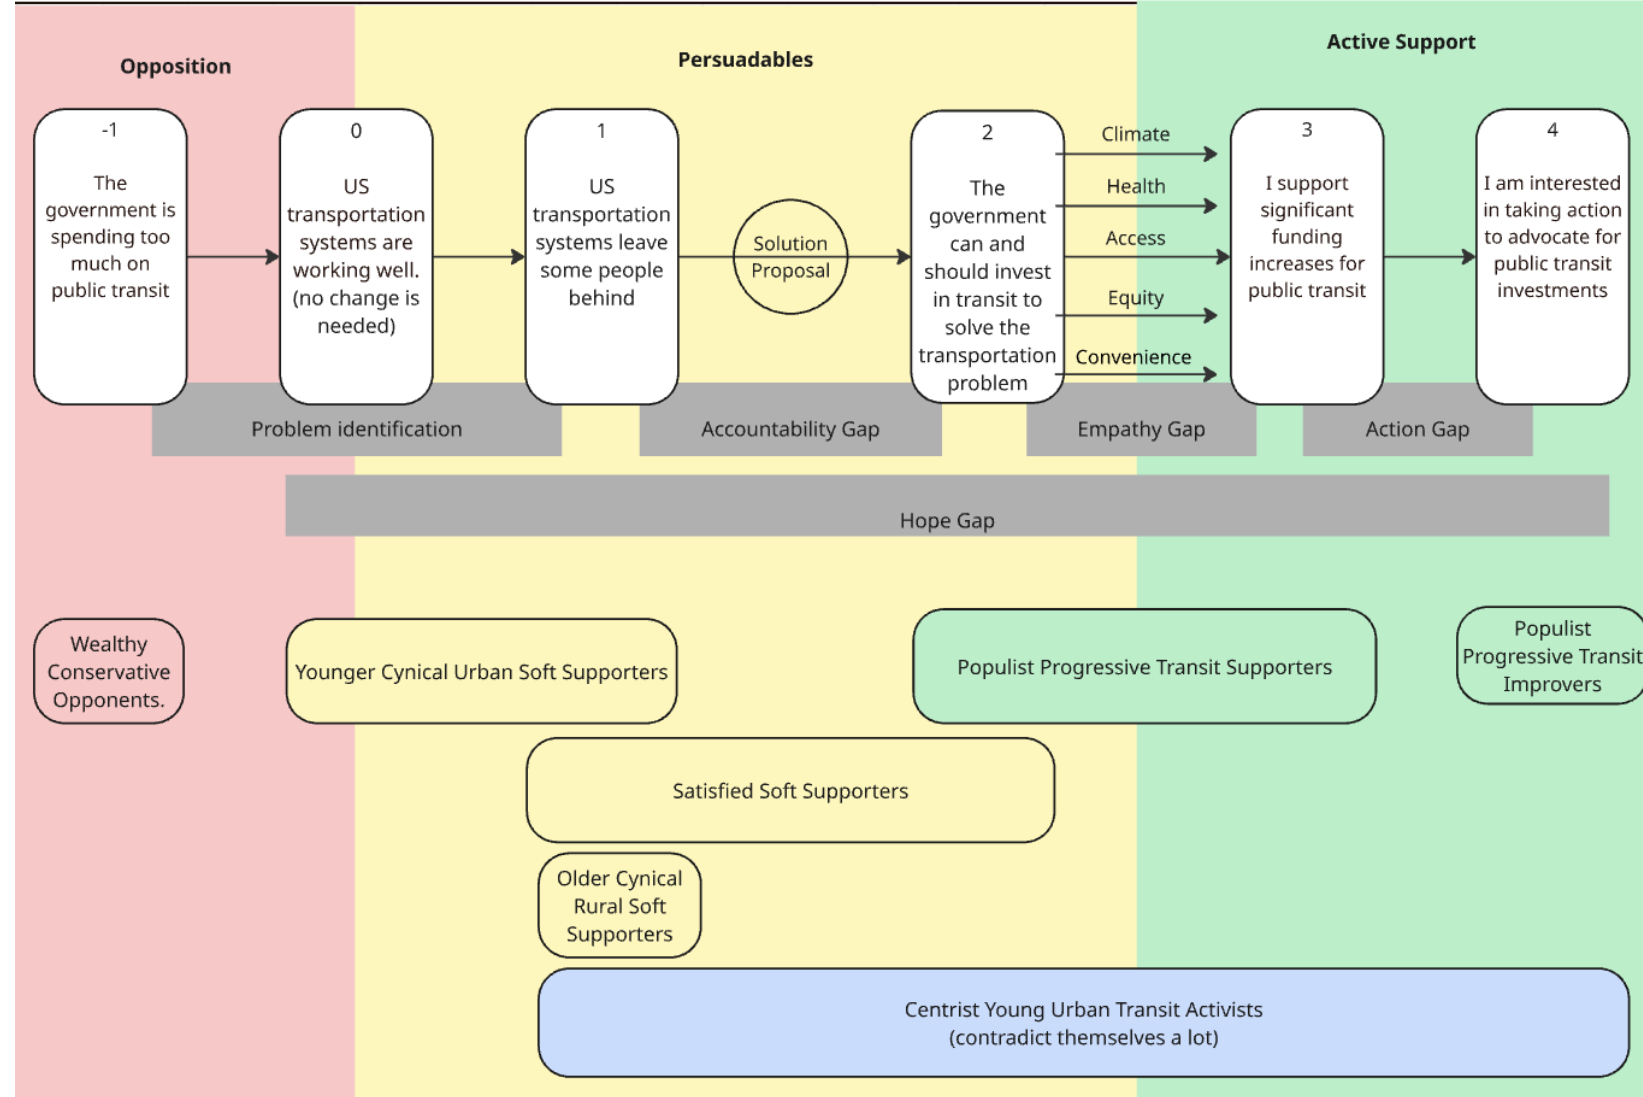 Opposition
Persuadables
Active Support
-1
The
government is
spending too
much on
public transit
0
US
transportation
systems are
working well.
(no change is
needed)
1
US
transportation
systems leave
some people
behind
Solution
Proposal
2
The
government
can and
should invest
in transit to
solve the
transportation
problem
Climate
Health
Access
Equity
Convenience
3
I support
significant
funding
increases for
public transit
4
I am interested
in taking action
to advocate for
public transit
investments
Problem identification
Accountability Gap
Empathy Gap
Action Gap
Hope Gap
Wealthy
Conservative
Opponents.
Younger Cynical Urban Soft Supporters
Populist Progressive Transit Supporters
Populist
Progressive Transit
Improvers
Satisfied Soft Supporters
Older Cynical
Rural Soft
Supporters
Centrist Young Urban Transit Activists
(contradict themselves a lot)